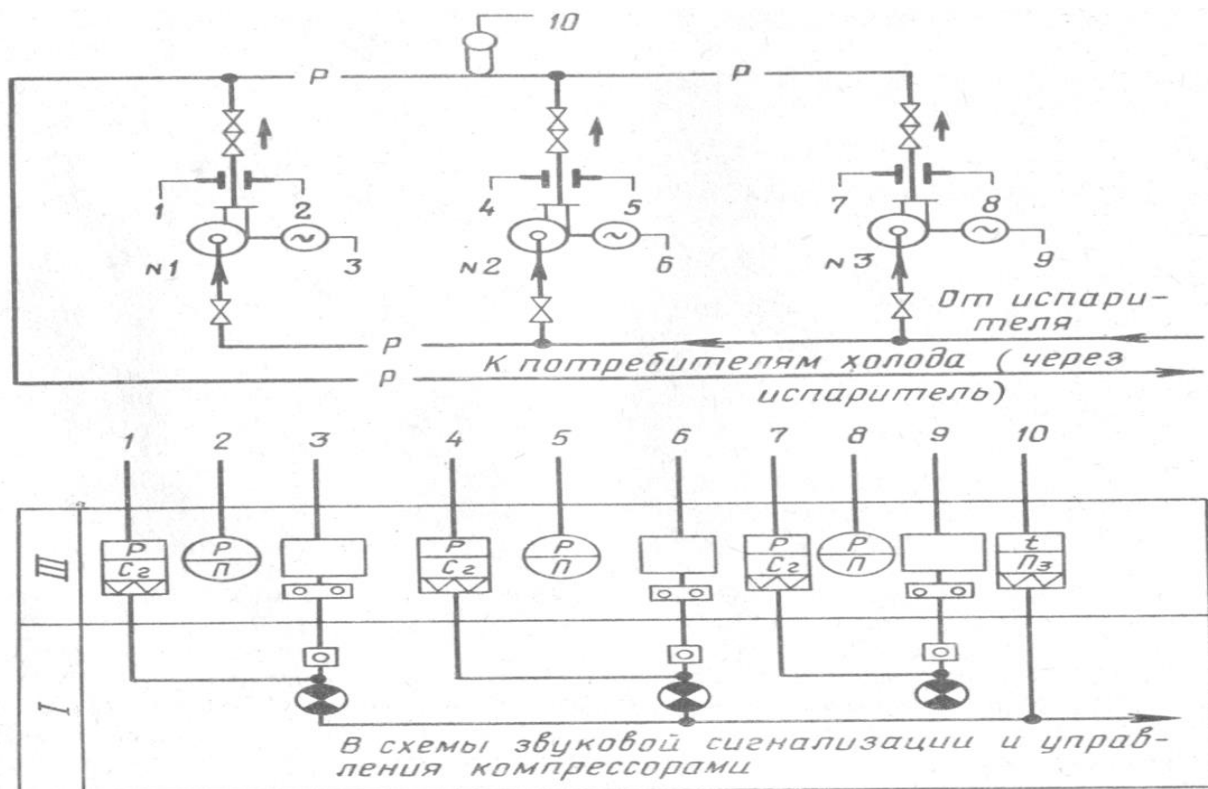 10
Р Р
1 2 4 5 7 8
3 6 9
N1 N2 N3
От испари-
теля
Р
К потребителям холода (через
Р
испаритель)
1 2 3 4 5 6 7 8 9 10
III
Р Р Р Р Р Р t
Сг П Сг П Сг П Пз
I
В схемы звуковой сигнализации и управ-
ления компрессорами